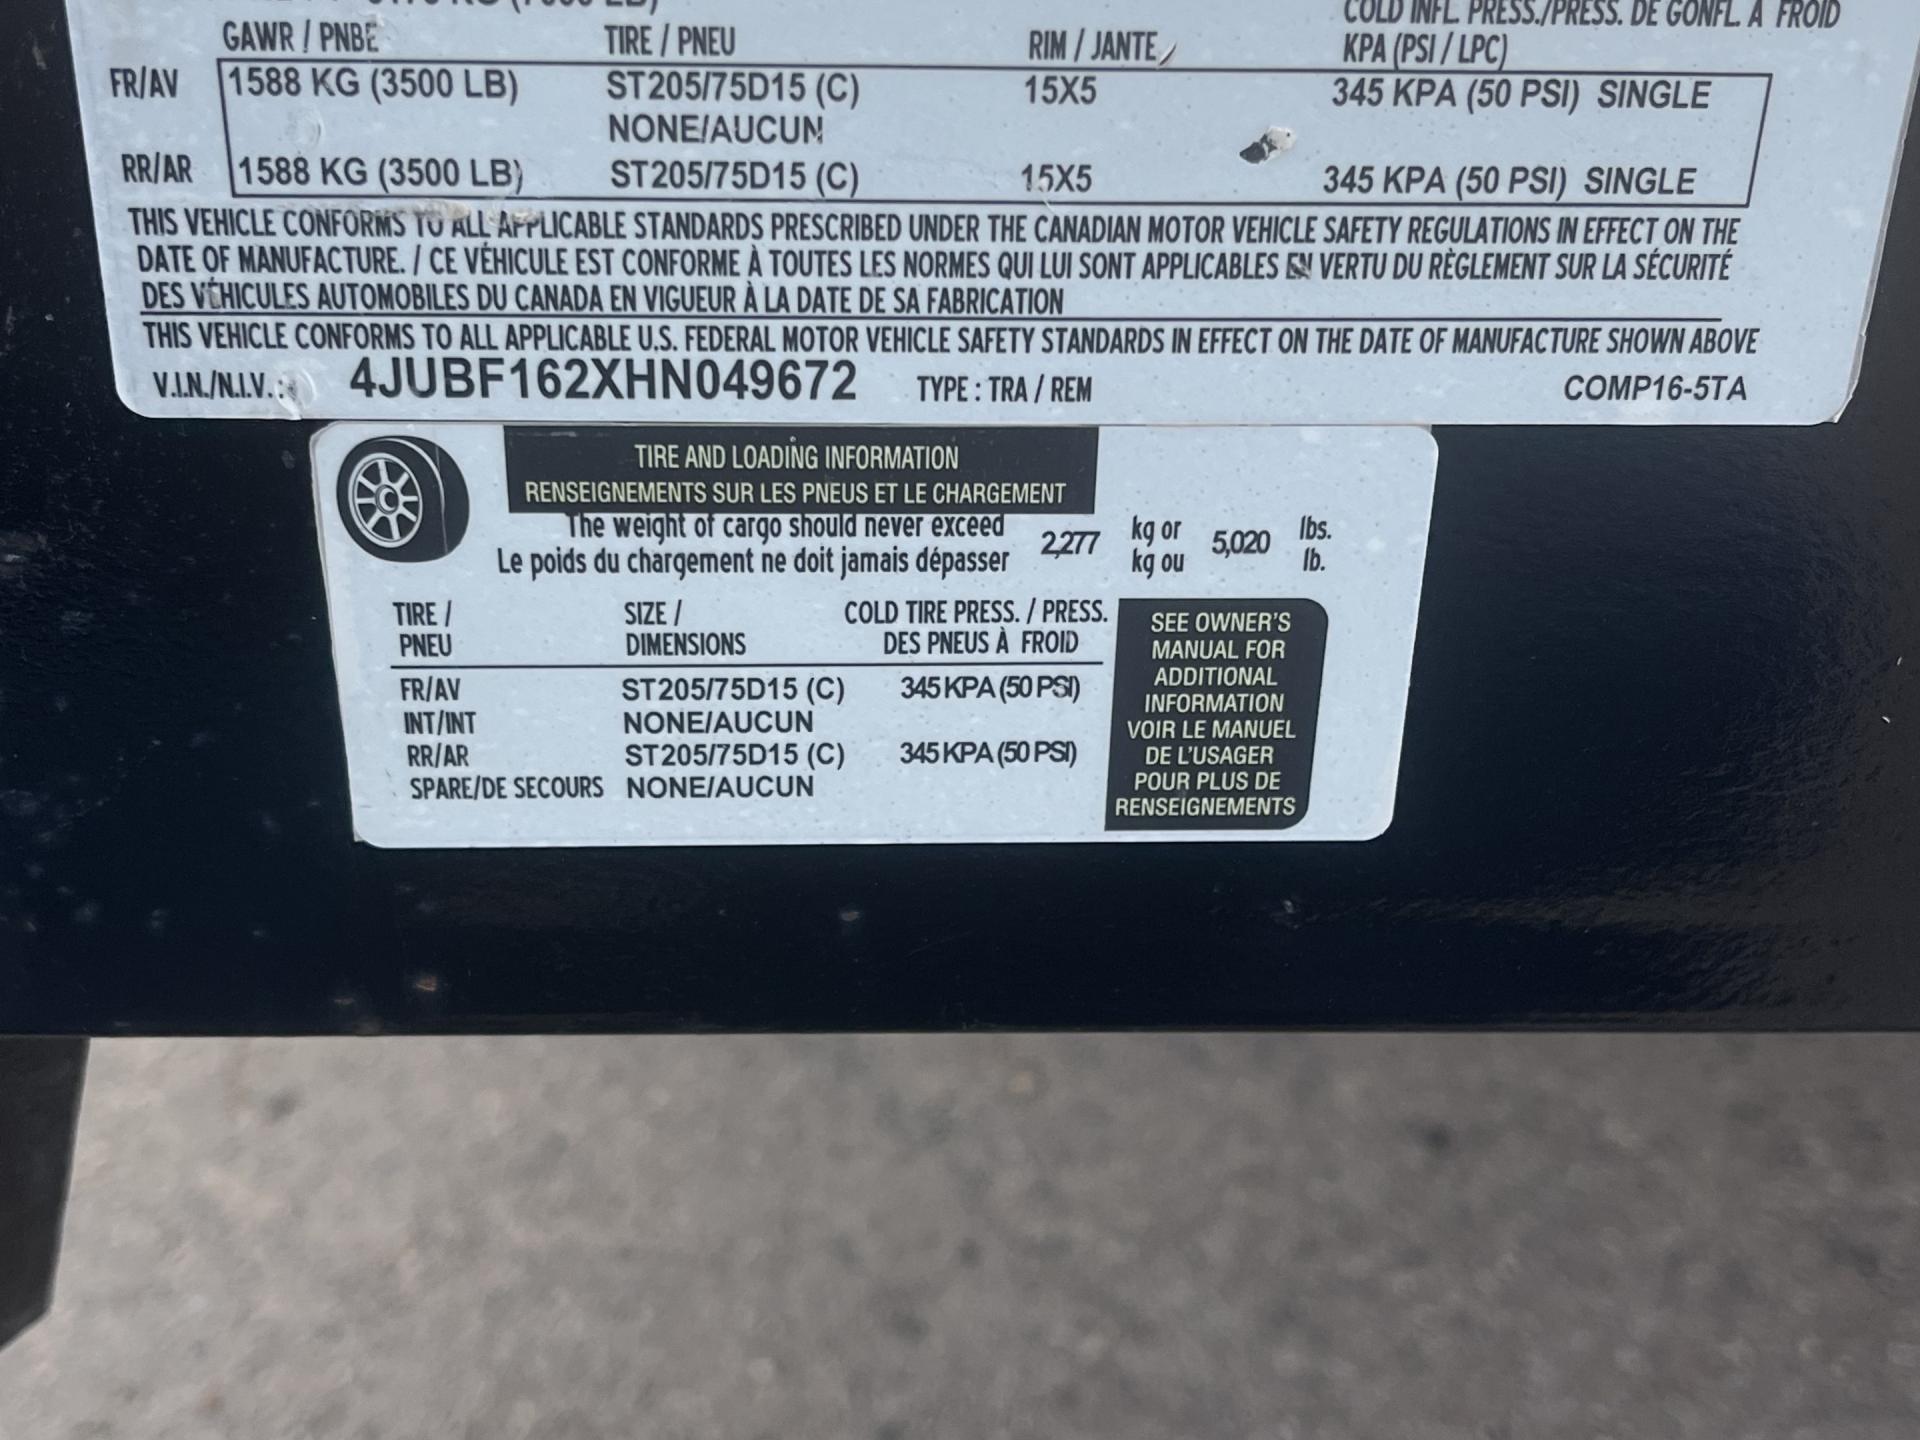 (7000 LB)
COLD INFL. PRESS./PRESS. DE GONFL. À FROID
GAWR / PNBE TIRE / PNEU RIM / JANTE KPA (PSI / LPC)
FR/AV 1588 KG (3500 LB) ST205/75D15 (C) 15X5 345 KPA (50 PSI) SINGLE
NONE/AUCUN
RR/AR 1588 KG (3500 LB) ST205/75D15 (C) 15X5 345 KPA (50 PSI) SINGLE
THIS VEHICLE CONFORMS TO ALL APPLICABLE STANDARDS PRESCRIBED UNDER THE CANADIAN MOTOR VEHICLE SAFETY REGULATIONS IN EFFECT ON THE
DATE OF MANUFACTURE. / CE VÉHICULE EST CONFORME À TOUTES LES NORMES QUI LUI SONT APPLICABLES EN VERTU DU RÈGLEMENT SUR LA SÉCURITÉ
DES VÉHICULES AUTOMOBILES DU CANADA EN VIGUEUR À LA DATE DE SA FABRICATION
THIS VEHICLE CONFORMS TO ALL APPLICABLE U.S. FEDERAL MOTOR VEHICLE SAFETY STANDARDS IN EFFECT ON THE DATE OF MANUFACTURE SHOWN ABOVE
V.I.N./N.I.V. : 4JUBF162XHN049672 TYPE : TRA / REM COMP16-5TA
TIRE AND LOADING INFORMATION
RENSEIGNEMENTS SUR LES PNEUS ET LE CHARGEMENT
The weight of cargo should never exceed 2,277 kg or 5,020 lbs.
Le poids du chargement ne doit jamais dépasser kg ou lb.
TIRE / SIZE / COLD TIRE PRESS. / PRESS.
PNEU DIMENSIONS DES PNEUS À FROID
FR/AV ST205/75D15 (C) 345 KPA (50 PSI)
INT/INT NONE/AUCUN
RR/AR ST205/75D15 (C) 345 KPA (50 PSI)
SPARE/DE SECOURS NONE/AUCUN
SEE OWNER'S
MANUAL FOR
ADDITIONAL
INFORMATION
VOIR LE MANUEL
DE L'USAGER
POUR PLUS DE
RENSEIGNEMENTS